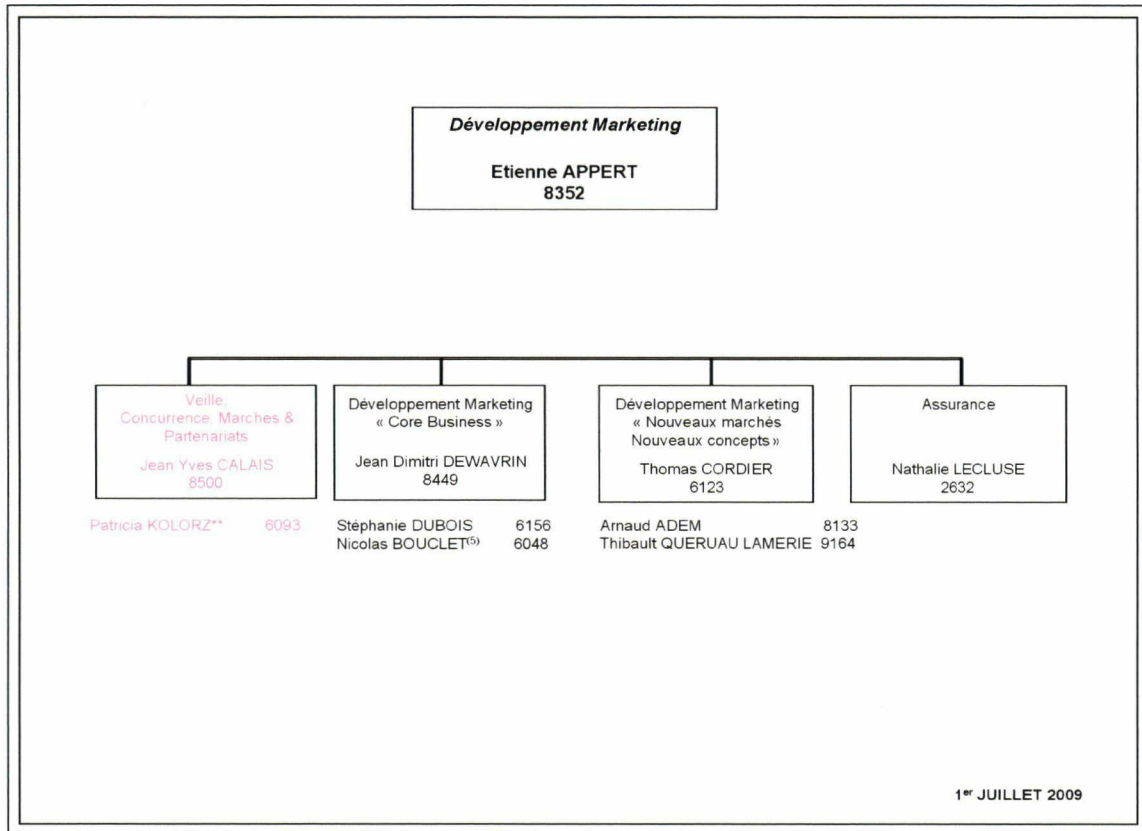 Développement Marketing
Etienne APPERT
8352
Veille,
Concurrence, Marches &
Partenariats
Jean Yves CALAIS
8500
Patricia KOLORZ** 6093
Développement Marketing
« Core Business »
Jean Dimitri DEWAVRIN
8449
Stéphanie DUBOIS 6156
Nicolas BOUCLET(5) 6048
Développement Marketing
« Nouveaux marchés
Nouveaux concepts »
Thomas CORDIER
6123
Arnaud ADEM 8133
Thibault QUERUAU LAMERIE 9164
Assurance
Nathalie LECLUSE
2632
1er JUILLET 2009